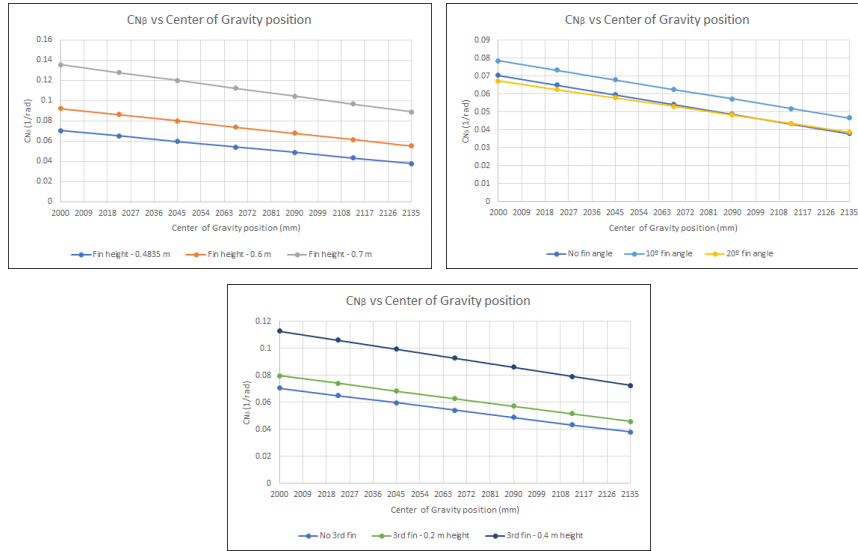 CNβ vs Center of Gravity position
0.16
0.14
0.12
0.1
0.08
0.06
0.04
0.02
0
CNβ (1/rad)
2000 2009 2018 2027 2036 2045 2054 2063 2072 2081 2090 2099 2108 2117 2126 2135
Center of Gravity position (mm)
Fin height - 0.4835 m Fin height - 0.6 m Fin height - 0.7 m
CNβ vs Center of Gravity position
0.09
0.08
0.07
0.06
0.05
0.04
0.03
0.02
0.01
0
CNβ (1/rad)
2000 2009 2018 2027 2036 2045 2054 2063 2072 2081 2090 2099 2108 2117 2126 2135
Center of Gravity position (mm)
No fin angle 10º fin angle 20º fin angle
CNβ vs Center of Gravity position
0.12
0.1
0.08
0.06
0.04
0.02
0
CNβ (1/rad)
2000 2009 2018 2027 2036 2045 2054 2063 2072 2081 2090 2099 2108 2117 2126 2135
Center of Gravity position (mm)
No 3rd fin 3rd fin - 0.2 m height 3rd fin - 0.4 m height